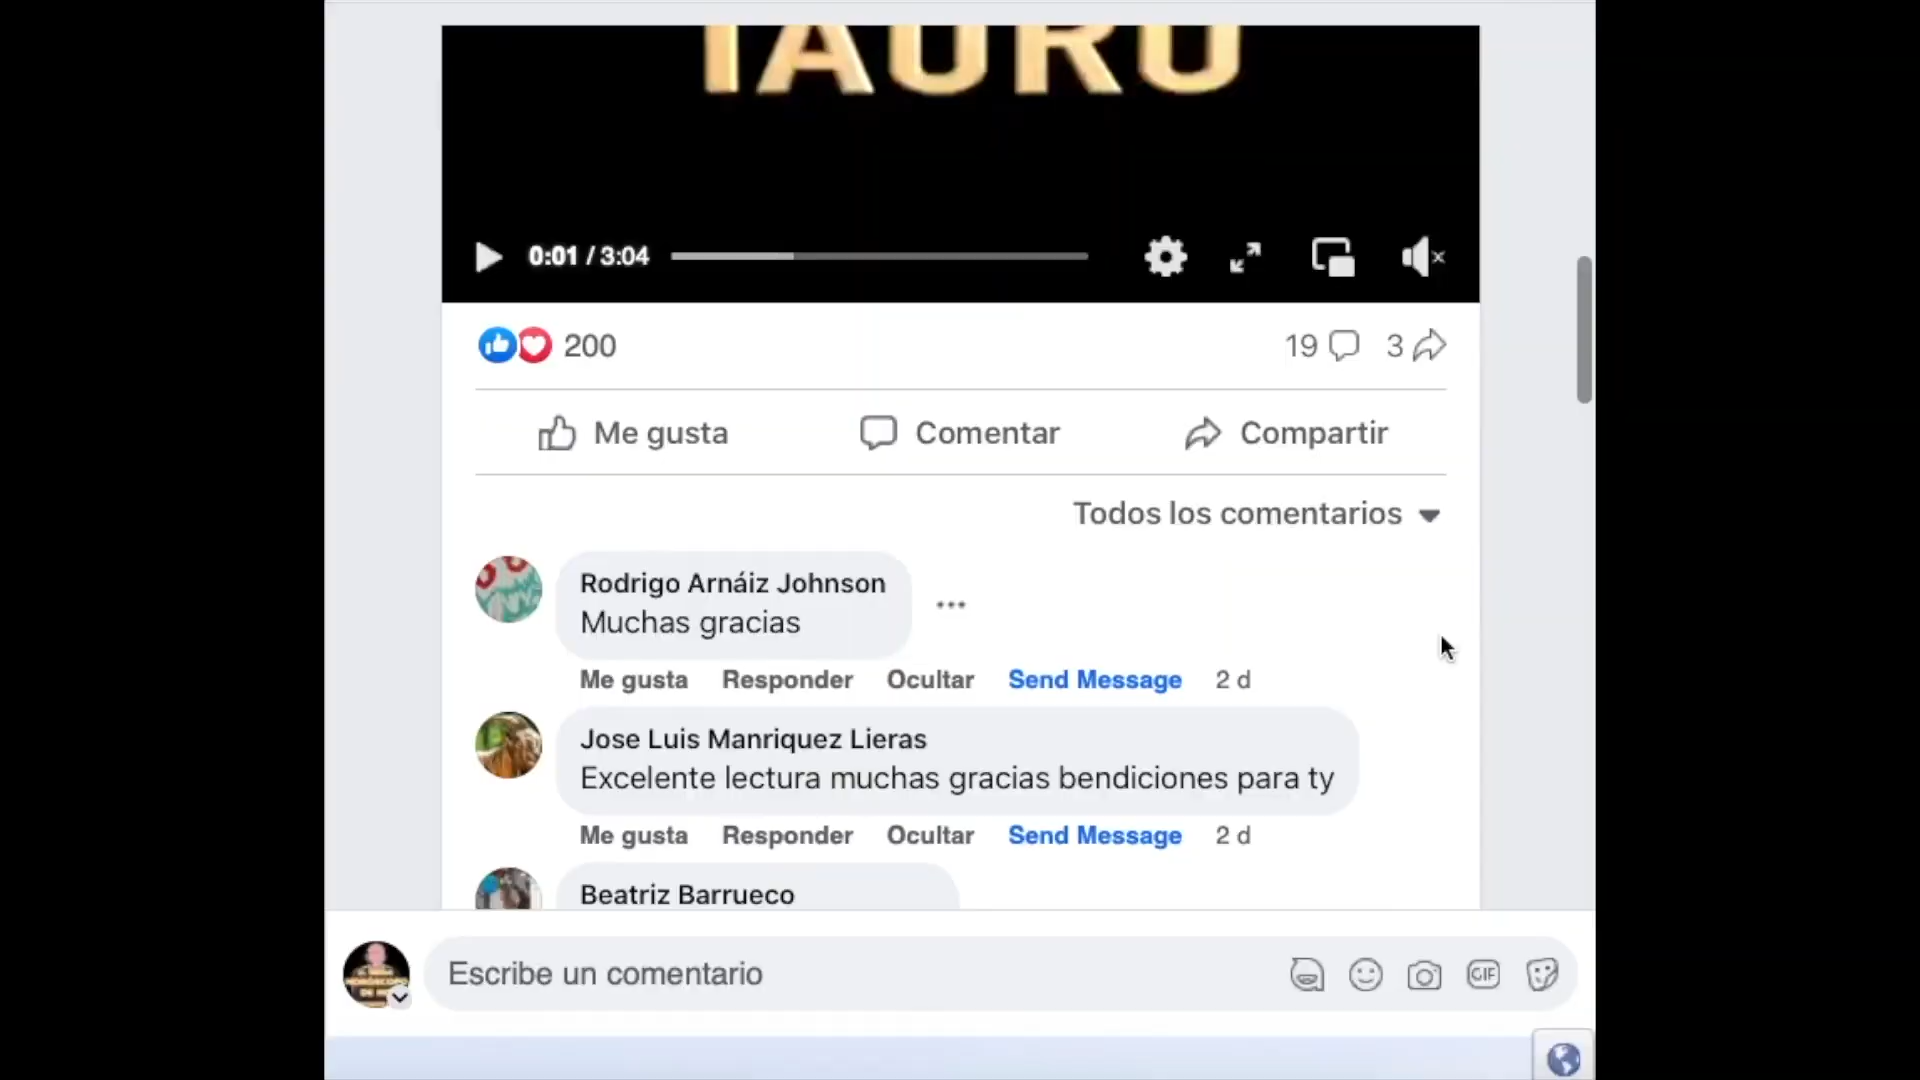 TAURO
0:01 / 3:04
200
19
3
Me gusta
Comentar
Compartir
Todos los comentarios
Rodrigo Arnáiz Johnson
Muchas gracias
Me gusta Responder Ocultar Send Message 2 d
Jose Luis Manriquez Lieras
Excelente lectura muchas gracias bendiciones para ty
Me gusta Responder Ocultar Send Message 2 d
Beatriz Barrueco
Escribe un comentario
GIF